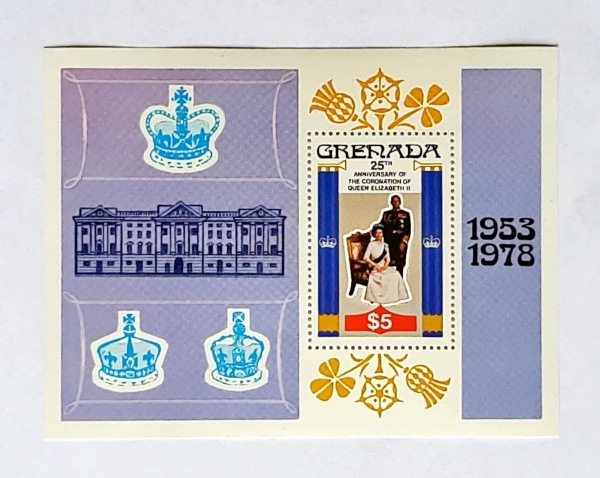 GRENADA
25TH
ANNIVERSARY OF
THE CORONATION OF
QUEEN ELIZABETH II
$5
1953
1978